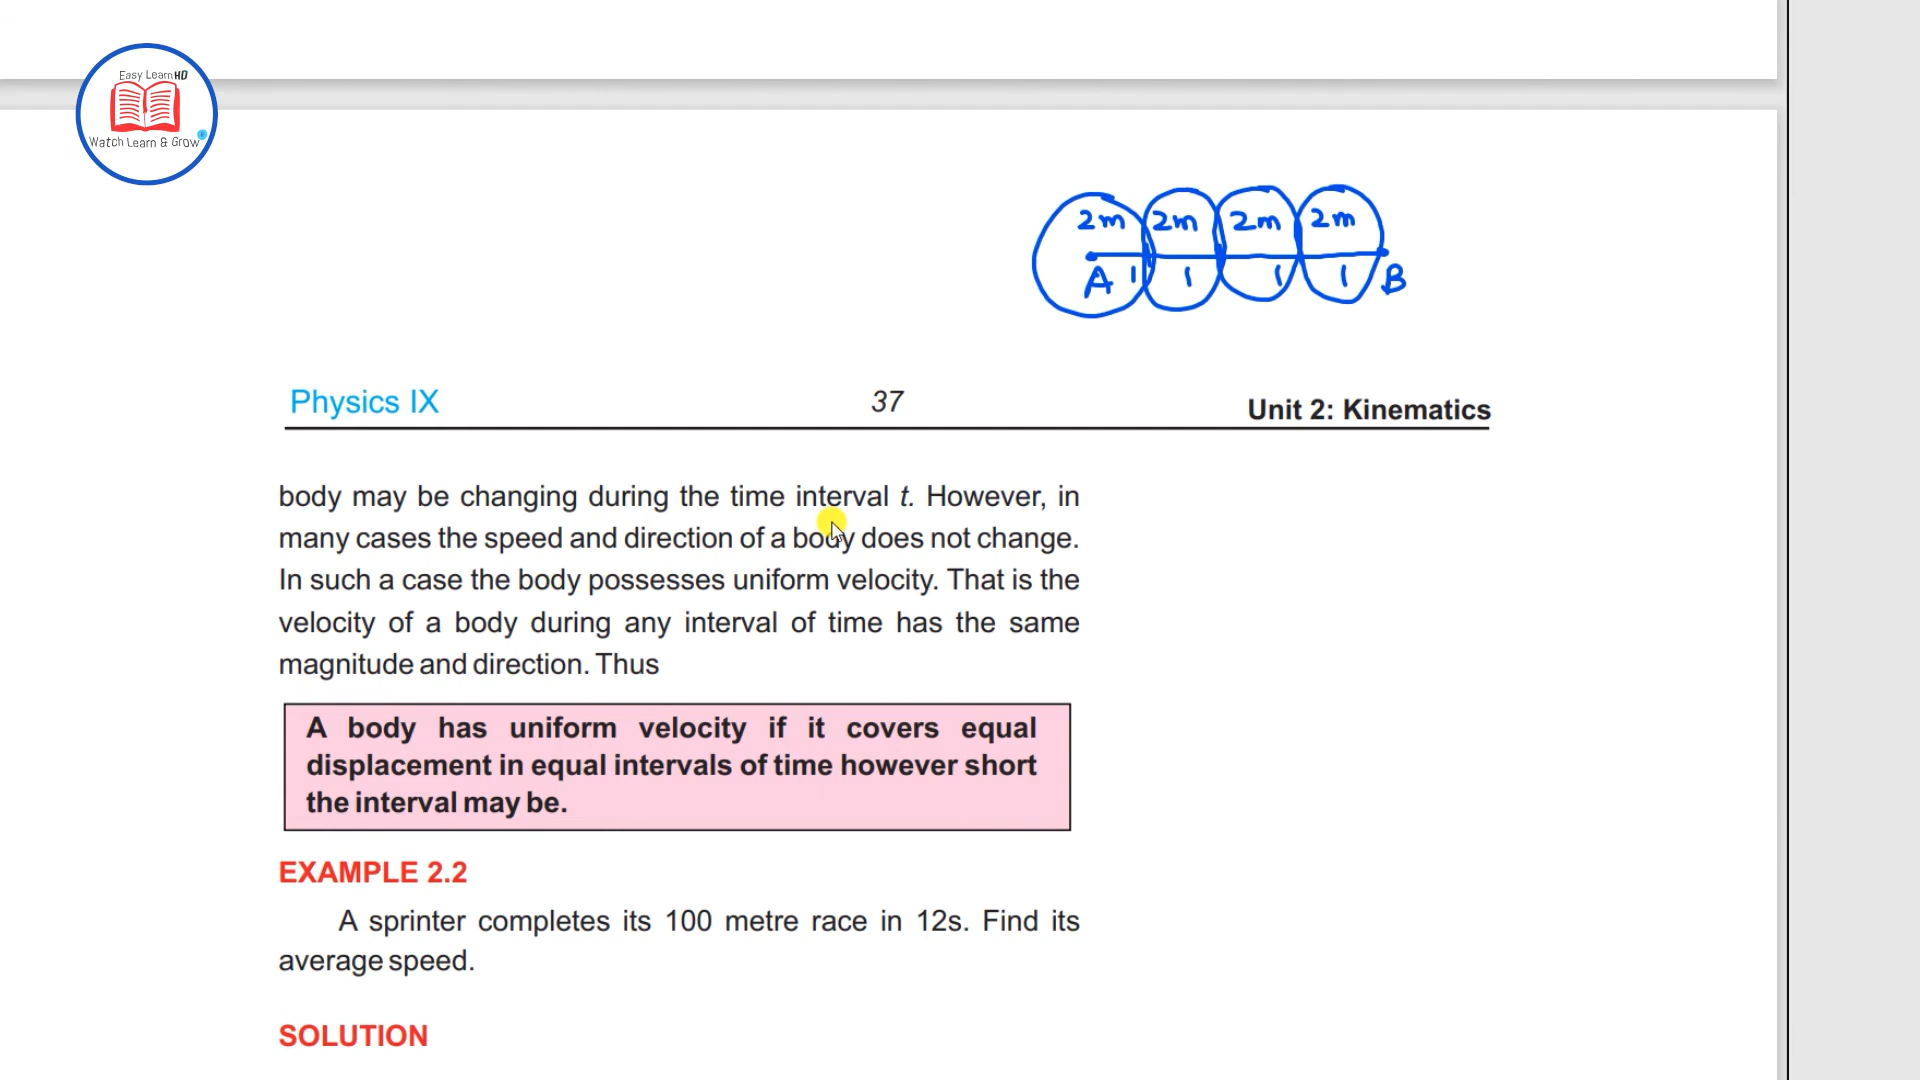 Easy Learn HD
Watch Learn & Grow
2m 2m 2m 2m
A 1 1 1 1 B
Physics IX 37 Unit 2: Kinematics
body may be changing during the time interval t. However, in
many cases the speed and direction of a body does not change.
In such a case the body possesses uniform velocity. That is the
velocity of a body during any interval of time has the same
magnitude and direction. Thus
A body has uniform velocity if it covers equal
displacement in equal intervals of time however short
the interval may be.
EXAMPLE 2.2
A sprinter completes its 100 metre race in 12s. Find its
average speed.
SOLUTION